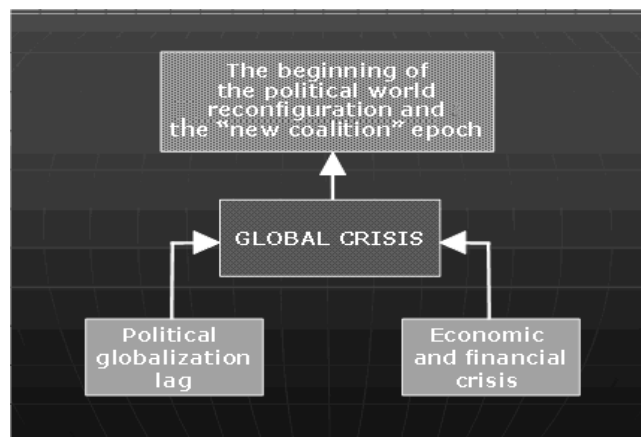 The beginning of
the political world
reconfiguration and
the “new coalition” epoch
GLOBAL CRISIS
Political
globalization
lag
Economic
and financial
crisis